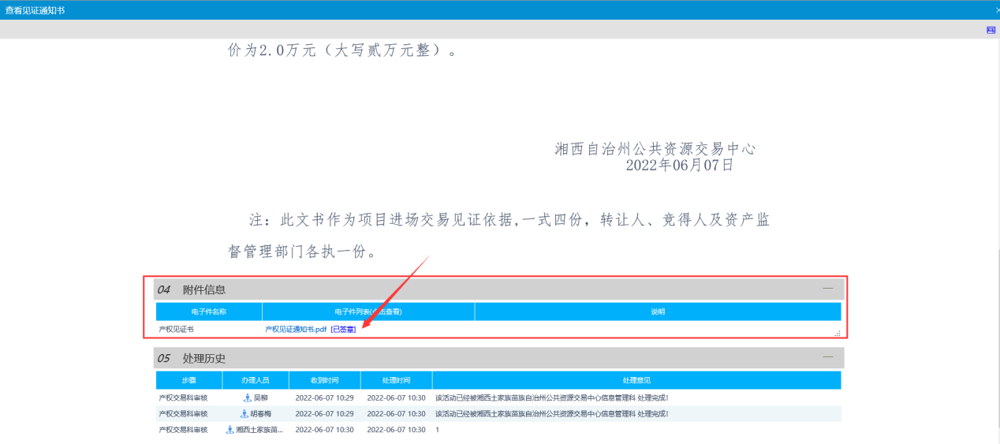 查看见证通知书
价为2.0万元（大写贰万元整）。
湘西自治州公共资源交易中心
2022年06月07日
注：此文书作为项目进场交易见证依据,一式四份，转让人、竞得人及资产监
督管理部门各执一份。
04 附件信息
电子件名称 电子件列表(点击查看) 说明
产权见证书 产权见证通知书.pdf [已签章]
05 处理历史
步骤 办理人员 收到时间 处理时间 处理意见
产权交易科审核 吴柳 2022-06-07 10:29 2022-06-07 10:30 该活动已经被湘西土家族苗族自治州公共资源交易中心信息管理科 处理完成!
产权交易科审核 胡春梅 2022-06-07 10:29 2022-06-07 10:30 该活动已经被湘西土家族苗族自治州公共资源交易中心信息管理科 处理完成!
产权交易科审核 湘西土家族苗... 2022-06-07 10:30 2022-06-07 10:30 1